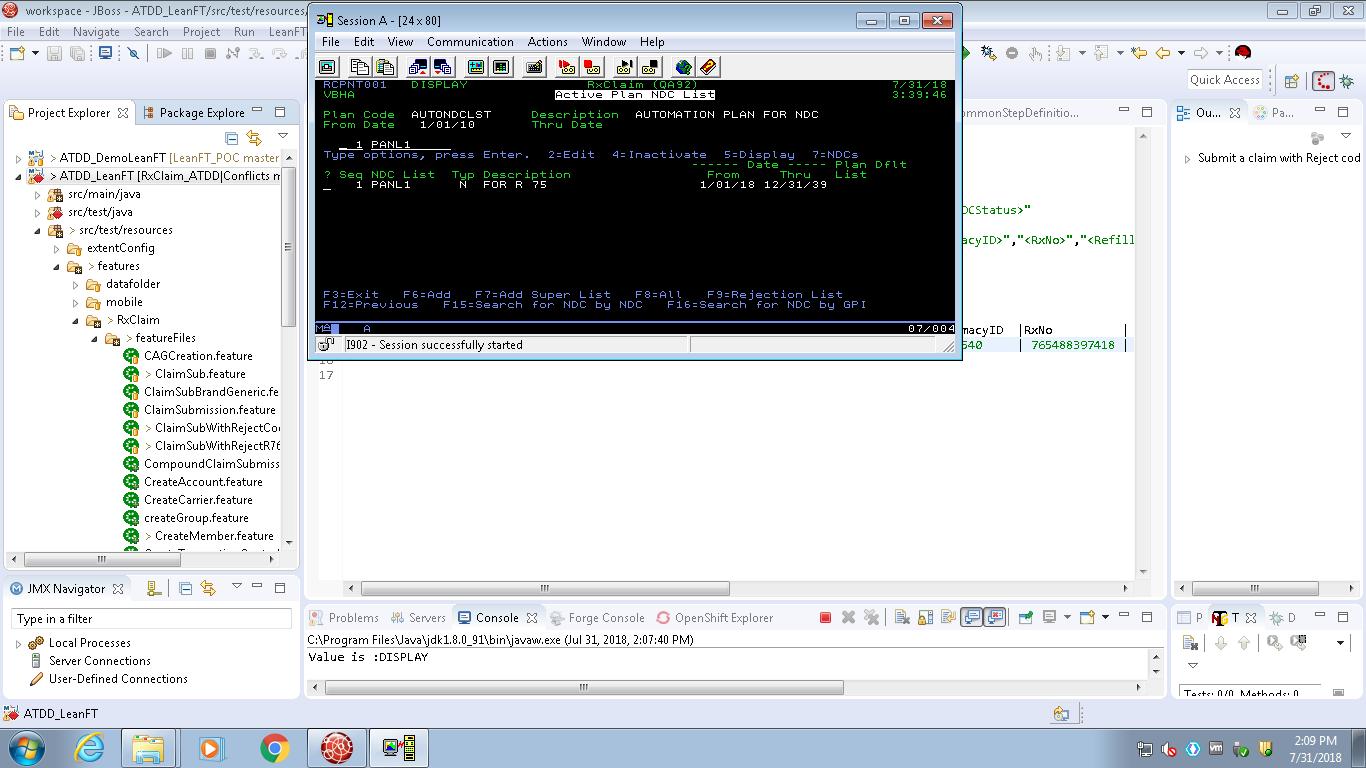 workspace - JBoss - ATDD_LeanFT/src/test/resources/
File Edit Navigate Search Project Run LeanFT
Quick Access
Project Explorer
Package Explorer
> ATDD_DemoLeanFT [LeanFT_POC master
> ATDD_LeanFT [RxClaim_ATDD|Conflicts m
src/main/java
src/test/java
> src/test/resources
extentConfig
> features
datafolder
mobile
> RxClaim
> featureFiles
CAGCreation.feature
> ClaimSub.feature
ClaimSubBrandGeneric.fe
ClaimSubmission.feature
> ClaimSubWithRejectCo
> ClaimSubWithRejectR76
CompoundClaimSubmiss
CreateAccount.feature
CreateCarrier.feature
createGroup.feature
> CreateMember.feature
JMX Navigator
Type in a filter
Local Processes
Server Connections
User-Defined Connections
ATDD_LeanFT
Session A - [24 x 80]
File Edit View Communication Actions Window Help
RCPNT001 DISPLAY RxClaim (QA92) 7/31/18
VBHA Active Plan NDC List 3:39:46
Plan Code AUTONDCLST Description AUTOMATION PLAN FOR NDC
From Date 1/01/10 Thru Date
_ 1 PANL1
Type options, press Enter. 2=Edit 4=Inactivate 5=Display 7=NDCs
------ Date ----- Plan Dflt
? Seq NDC List Typ Description From Thru List
_ 1 PANL1 N FOR R 75 1/01/18 12/31/39
F3=Exit F6=Add F7=Add Super List F8=All F9=Rejection List
F12=Previous F15=Search for NDC by NDC F16=Search for NDC by GPI
MA A 07/004
I902 - Session successfully started
ommonStepDefinitio...
DCStatus>"
acyID>","<RxNo>","<Refill
macyID |RxNo |
540 | 765488397418 |
17
Ou...
Pa...
Submit a claim with Reject cod
Problems Servers Console Forge Console OpenShift Explorer
C:\Program Files\Java\jdk1.8.0_91\bin\javaw.exe (Jul 31, 2018, 2:07:40 PM)
Value is :DISPLAY
P T D
Tests: 0/0 Methods: 0
2:09 PM
7/31/2018